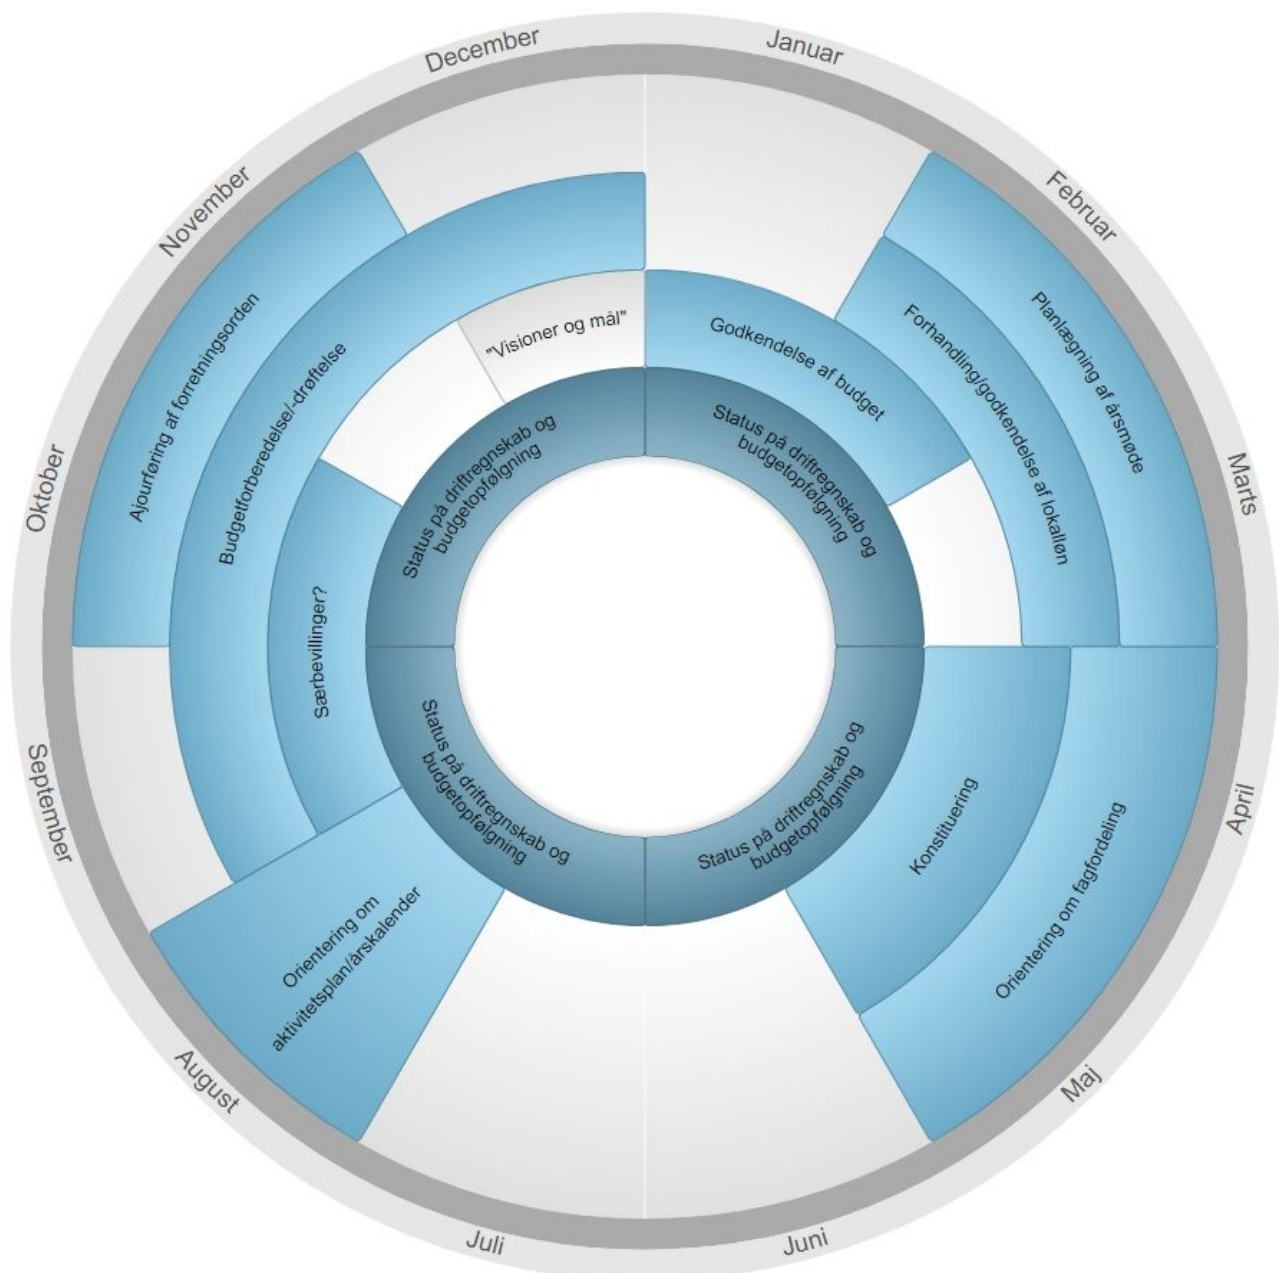 Januar
Februar
Marts
April
Maj
Juni
Juli
August
September
Oktober
November
December
Planlægning af årsmøde
Forhandling/godkendelse af lokalløn
Godkendelse af budget
Status på driftregnskab og
budgetopfølgning
Orientering om fagfordeling
Konstituering
Status på driftregnskab og
budgetopfølgning
Orientering om
aktivitetsplan/årskalender
Status på driftregnskab og
budgetopfølgning
Ajourføring af forretningsorden
Budgetforberedelse/-drøftelse
Særbevillinger?
"Visioner og mål"
Status på driftregnskab og
budgetopfølgning